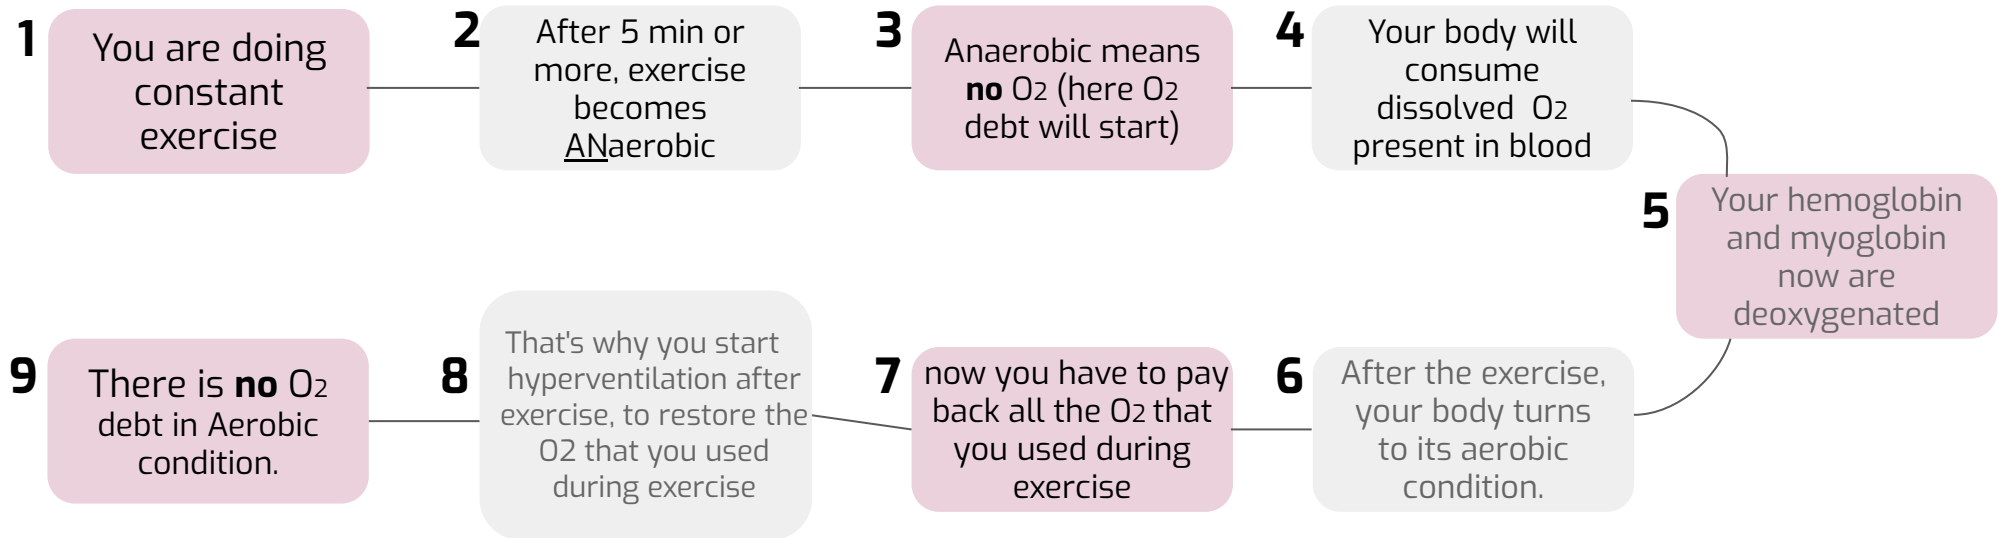 1
You are doing
constant
exercise
2
After 5 min or
more, exercise
becomes
ANaerobic
3
Anaerobic means
no O2 (here O2
debt will start)
4
Your body will
consume
dissolved O2
present in blood
5
Your hemoglobin
and myoglobin
now are
deoxygenated
6
After the exercise,
your body turns
to its aerobic
condition.
7
now you have to pay
back all the O2 that
you used during
exercise
8
That's why you start
hyperventilation after
exercise, to restore the
O2 that you used
during exercise
9
There is no O2
debt in Aerobic
condition.